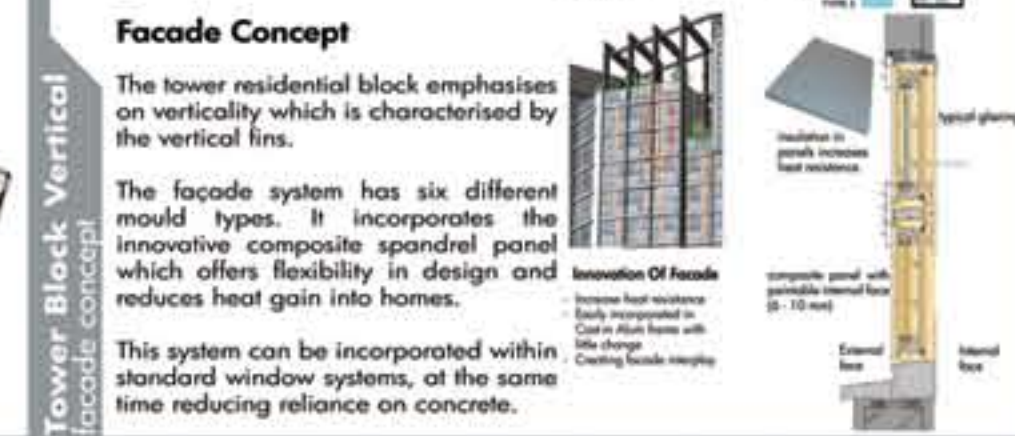 Tower Block Vertical
facade concept
Facade Concept
The tower residential block emphasises
on verticality which is characterised by
the vertical fins.
The façade system has six different
mould types. It incorporates the
innovative composite spandrel panel
which offers flexibility in design and
reduces heat gain into homes.
This system can be incorporated within
standard window systems, at the same
time reducing reliance on concrete.
Innovation Of Facade
- Increase heat resistance
- Easily incorporated in
Cast in Alum frame with
little change
- Creating facade interplay
insulation in
panels increases
heat resistance
typical glazing
composite panel with
paintable internal face
(6 - 10 mm)
External
face
Internal
face